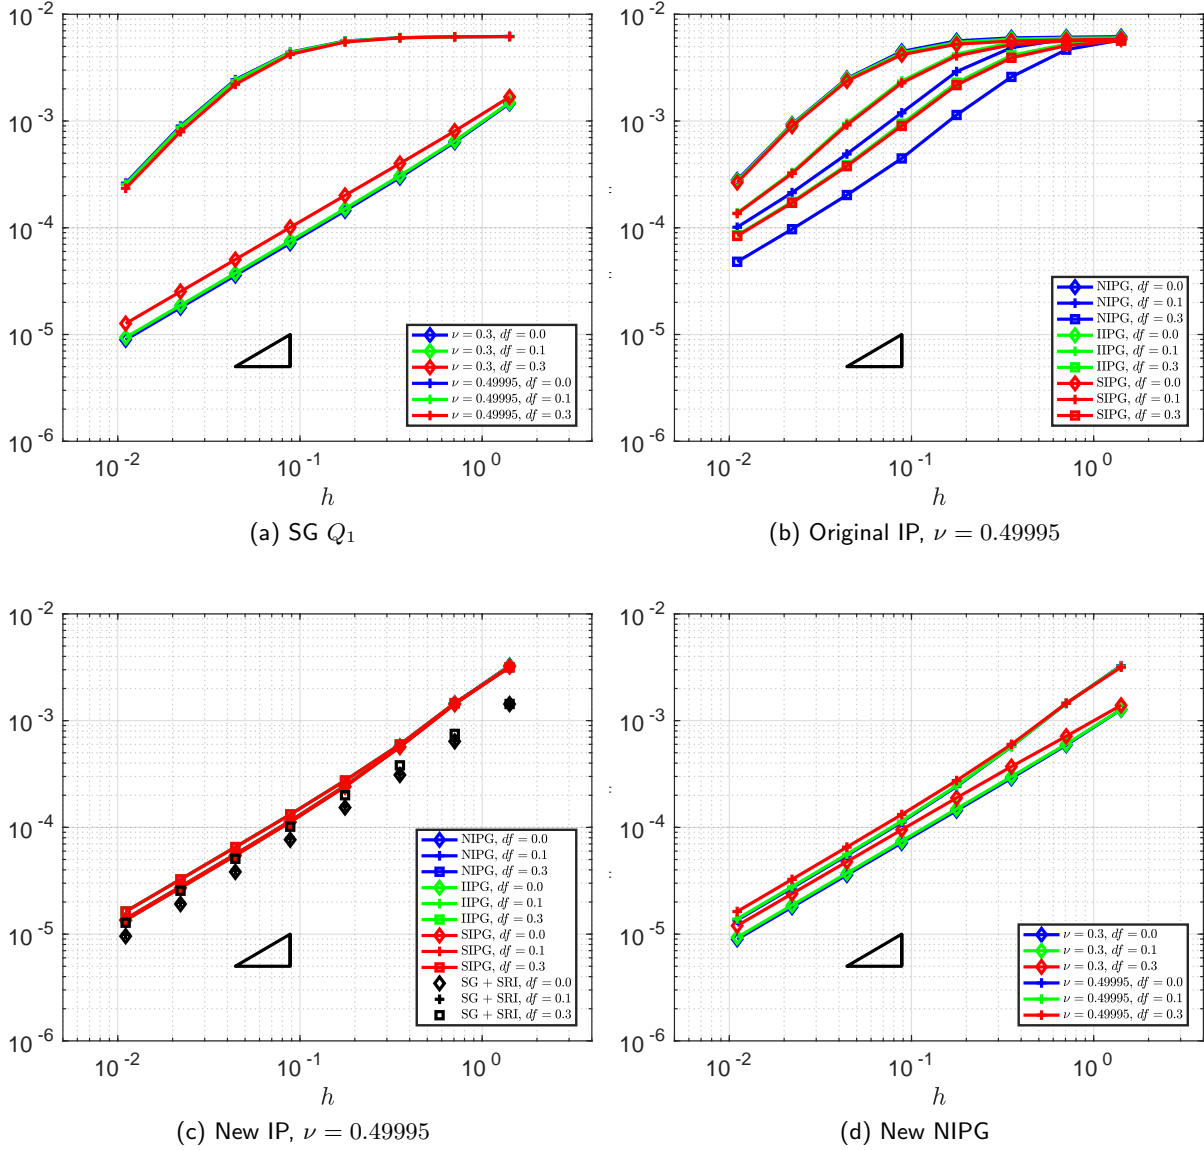 10^-2
10^-3
10^-4
10^-5
10^-6
10^-2
10^-1
10^0
h
ν = 0.3, df = 0.0
ν = 0.3, df = 0.1
ν = 0.3, df = 0.3
ν = 0.49995, df = 0.0
ν = 0.49995, df = 0.1
ν = 0.49995, df = 0.3
(a) SG Q_1
10^-2
10^-3
10^-4
10^-5
10^-6
10^-2
10^-1
10^0
h
NIPG, df = 0.0
NIPG, df = 0.1
NIPG, df = 0.3
IIPG, df = 0.0
IIPG, df = 0.1
IIPG, df = 0.3
SIPG, df = 0.0
SIPG, df = 0.1
SIPG, df = 0.3
(b) Original IP, ν = 0.49995
10^-2
10^-3
10^-4
10^-5
10^-6
10^-2
10^-1
10^0
h
NIPG, df = 0.0
NIPG, df = 0.1
NIPG, df = 0.3
IIPG, df = 0.0
IIPG, df = 0.1
IIPG, df = 0.3
SIPG, df = 0.0
SIPG, df = 0.1
SIPG, df = 0.3
SG + SRI, df = 0.0
SG + SRI, df = 0.1
SG + SRI, df = 0.3
(c) New IP, ν = 0.49995
10^-2
10^-3
10^-4
10^-5
10^-6
10^-2
10^-1
10^0
h
ν = 0.3, df = 0.0
ν = 0.3, df = 0.1
ν = 0.3, df = 0.3
ν = 0.49995, df = 0.0
ν = 0.49995, df = 0.1
ν = 0.49995, df = 0.3
(d) New NIPG